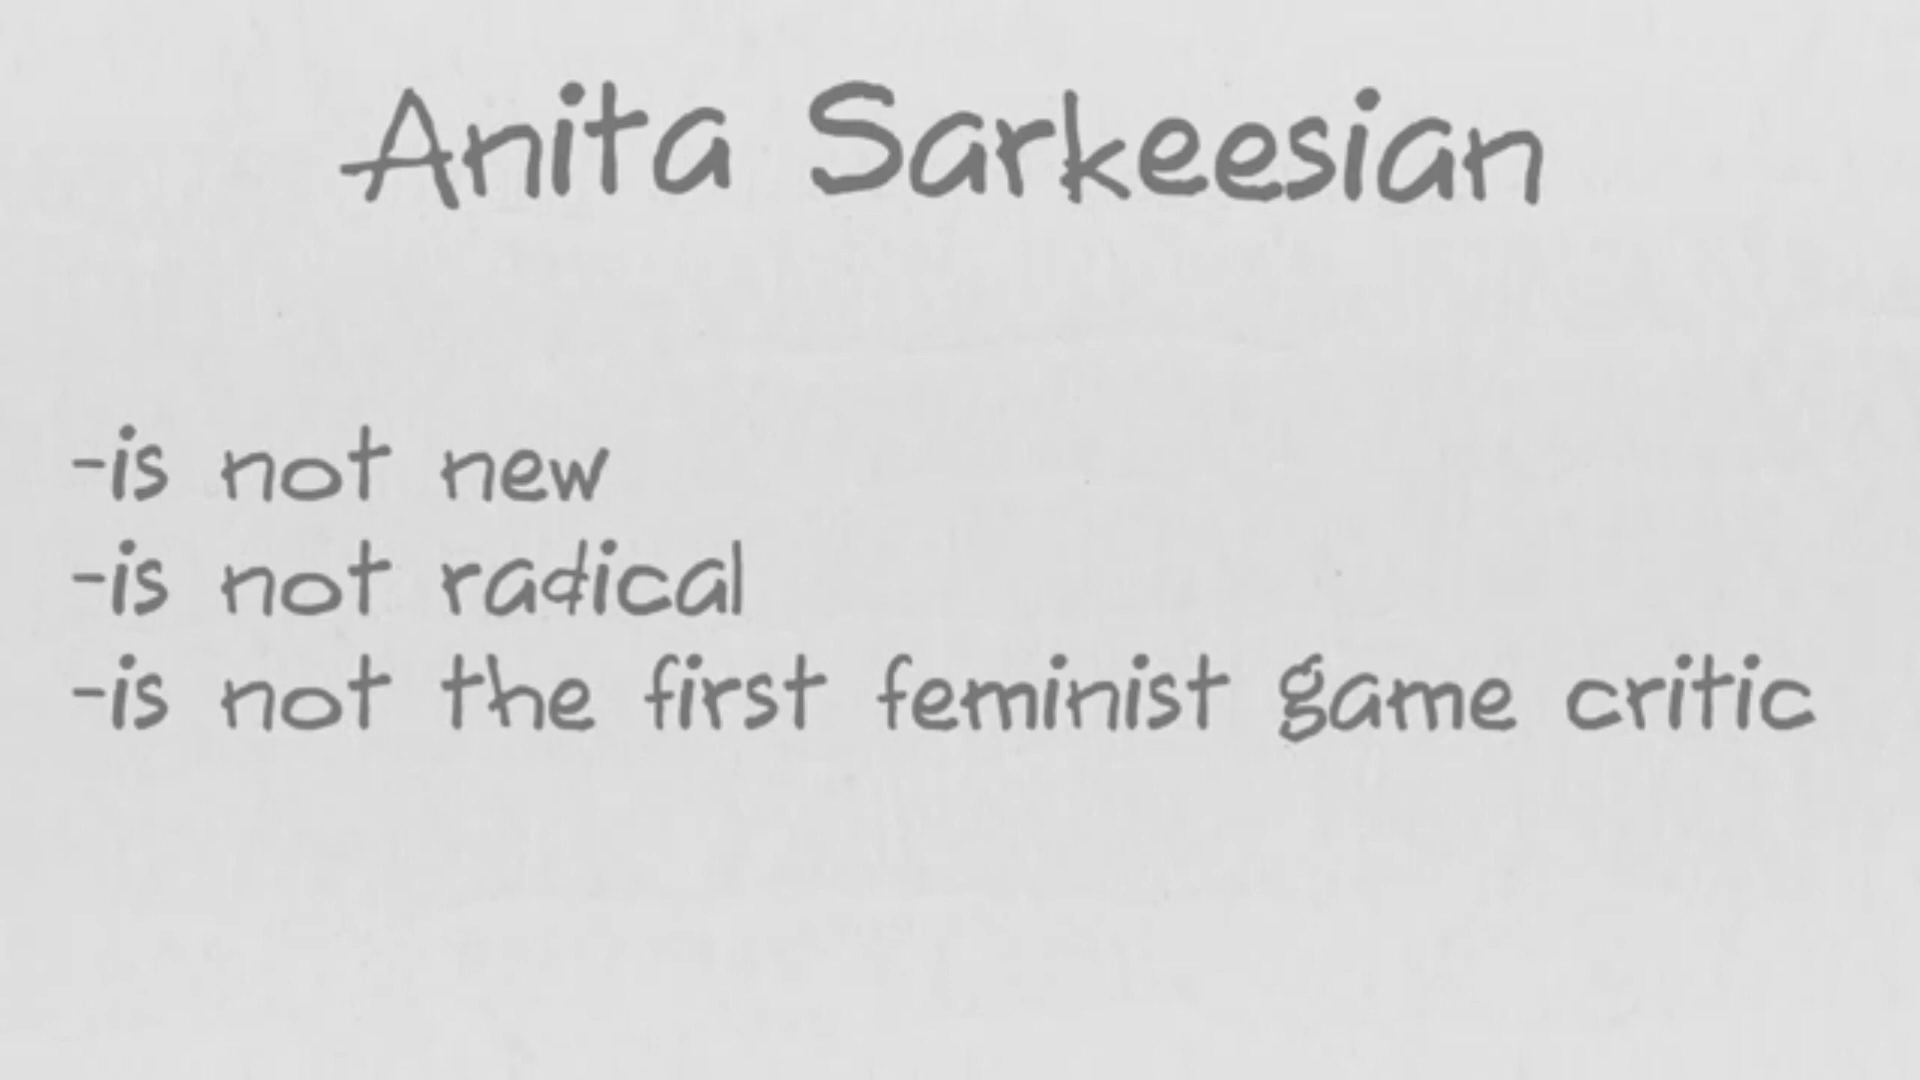 Anita Sarkeesian
-is not new
-is not radical
-is not the first feminist game critic